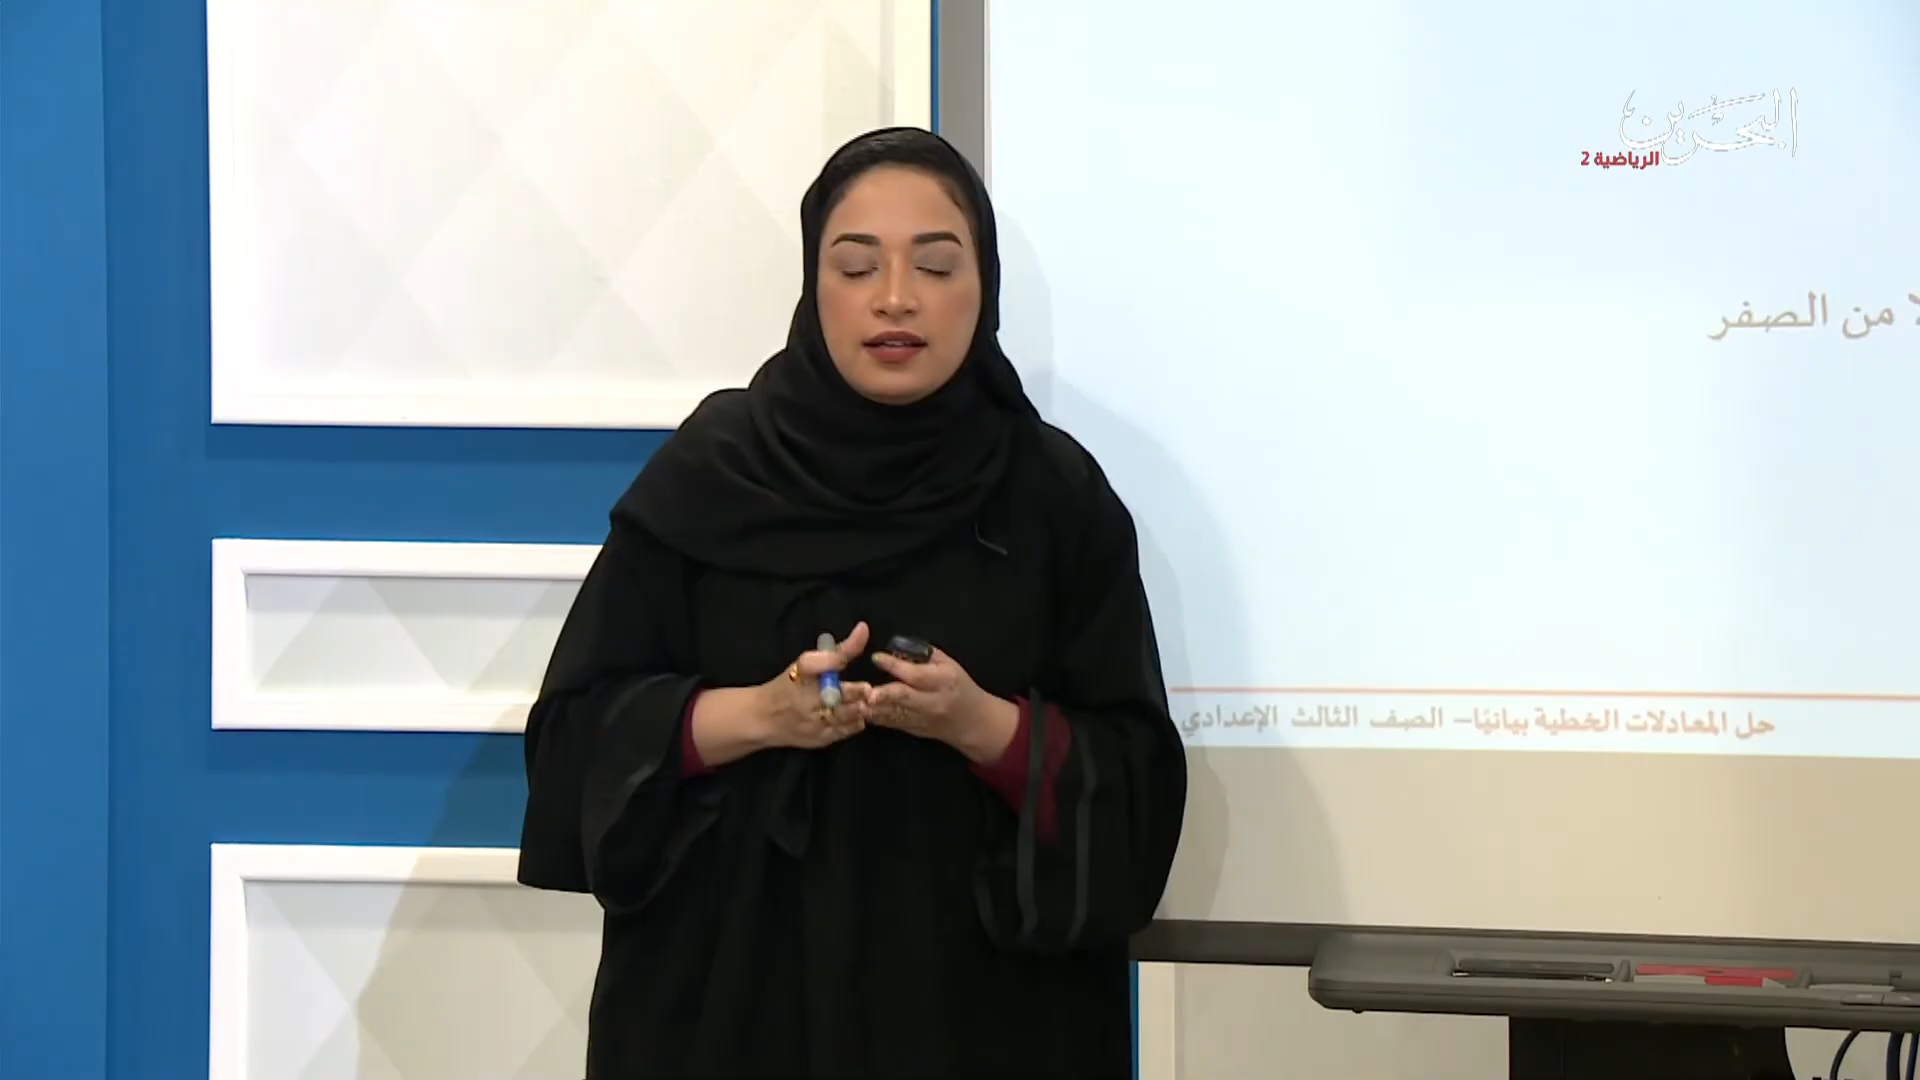 البحرين
الرياضية 2
من الصفر
حل المعادلات الخطية بيانيًا – الصف الثالث الإعدادي